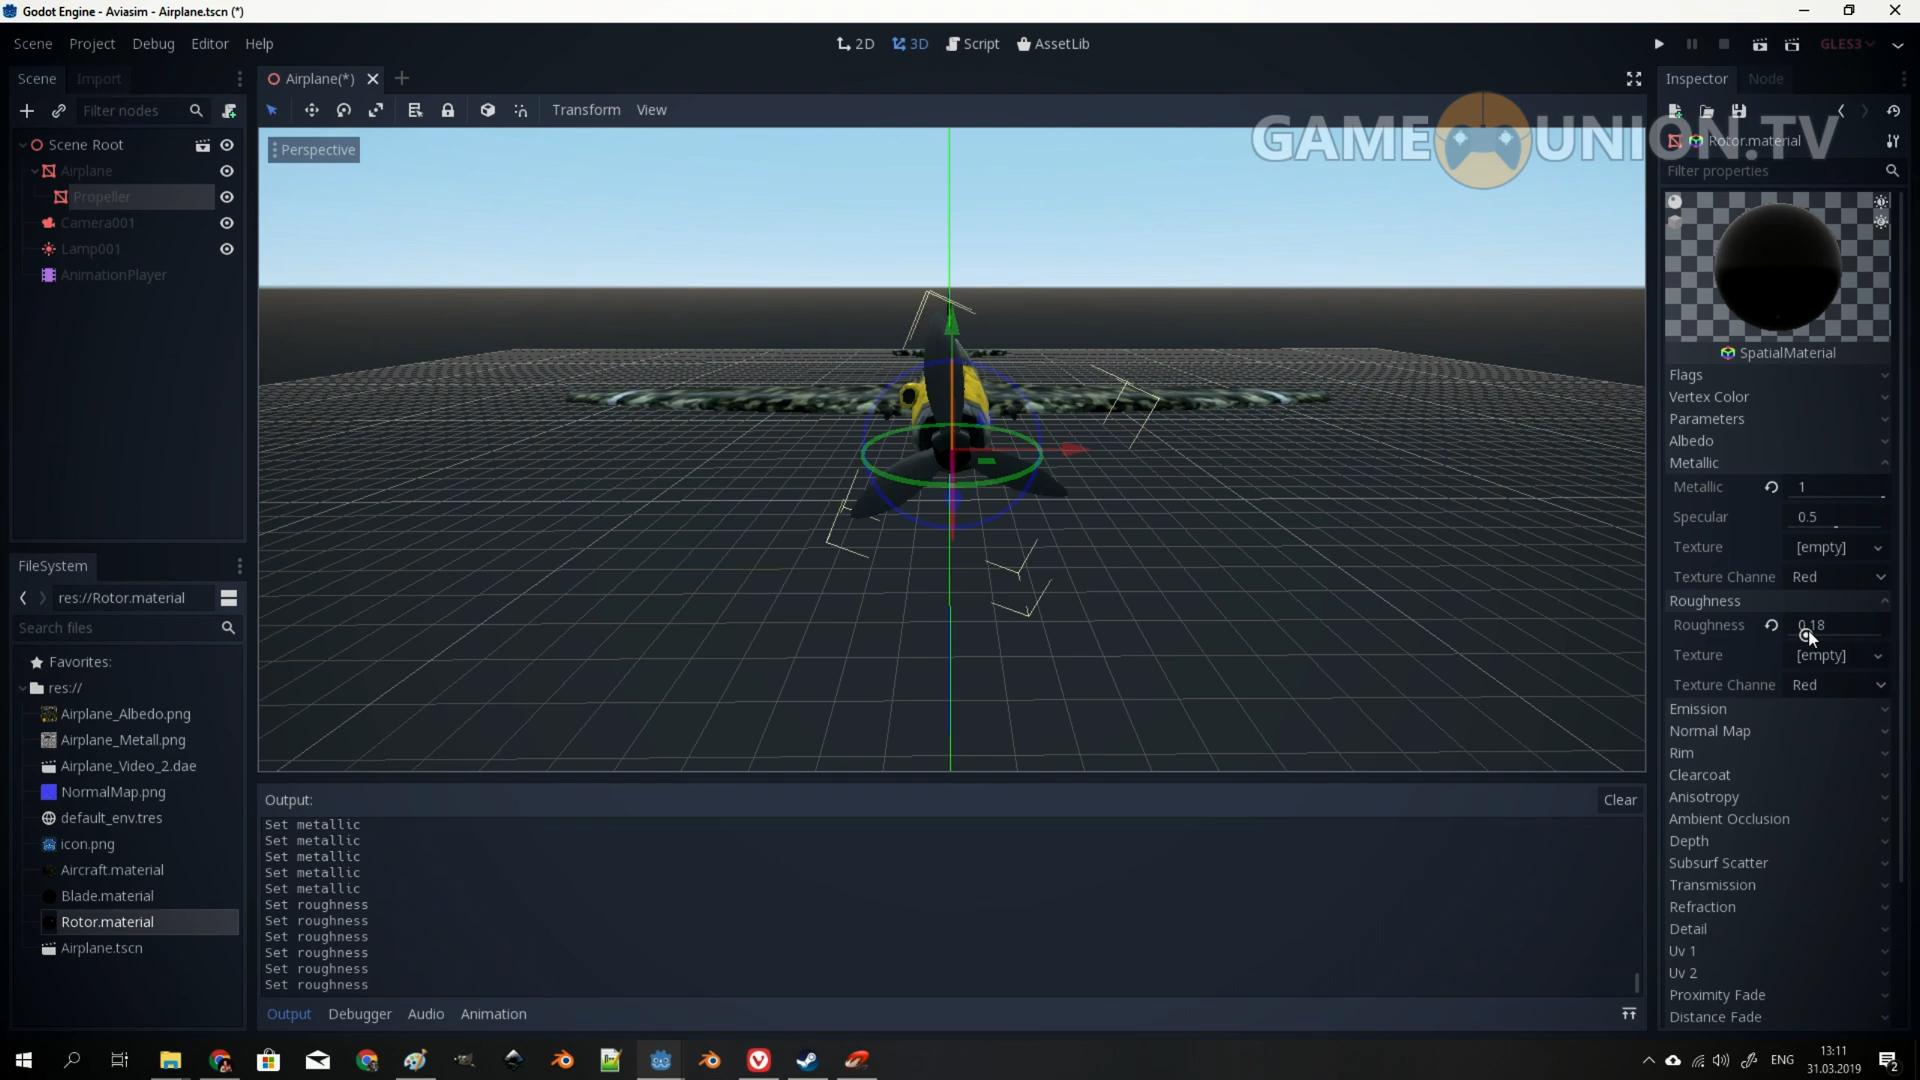 Godot Engine - Aviasim - Airplane.tscn (*)
Scene Project Debug Editor Help
2D 3D Script AssetLib
GLES3
Scene Import
Airplane(*)
Inspector Node
Filter nodes
Transform View
GAME UNION.TV
Perspective
Scene Root
Airplane
Propeller
Camera001
Lamp001
AnimationPlayer
Rotor.material
Filter properties
SpatialMaterial
Flags
Vertex Color
Parameters
Albedo
Metallic
Metallic 1
Specular 0.5
Texture [empty]
Texture Channe Red
Roughness
Roughness 0.18
Texture [empty]
Texture Channe Red
Emission
Normal Map
Rim
Clearcoat
Anisotropy
Ambient Occlusion
Depth
Subsurf Scatter
Transmission
Refraction
Detail
Uv 1
Uv 2
Proximity Fade
Distance Fade
FileSystem
res://Rotor.material
Search files
Favorites:
res://
Airplane_Albedo.png
Airplane_Metall.png
Airplane_Video_2.dae
NormalMap.png
default_env.tres
icon.png
Aircraft.material
Blade.material
Rotor.material
Airplane.tscn
Output:
Clear
Set metallic
Set metallic
Set metallic
Set metallic
Set metallic
Set roughness
Set roughness
Set roughness
Set roughness
Set roughness
Set roughness
Output Debugger Audio Animation
ENG
13:11
31.03.2019
2